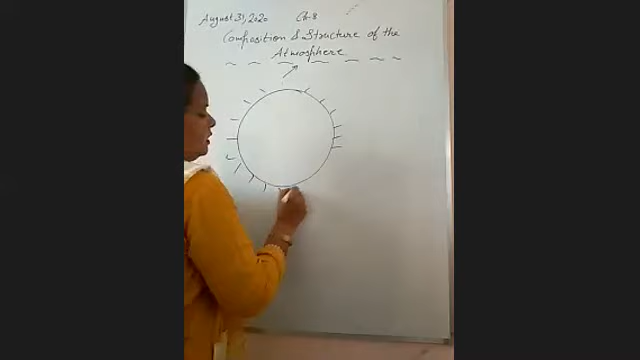 August 31, 2020 Ch-8
Composition & Structure of the
Atmosphere